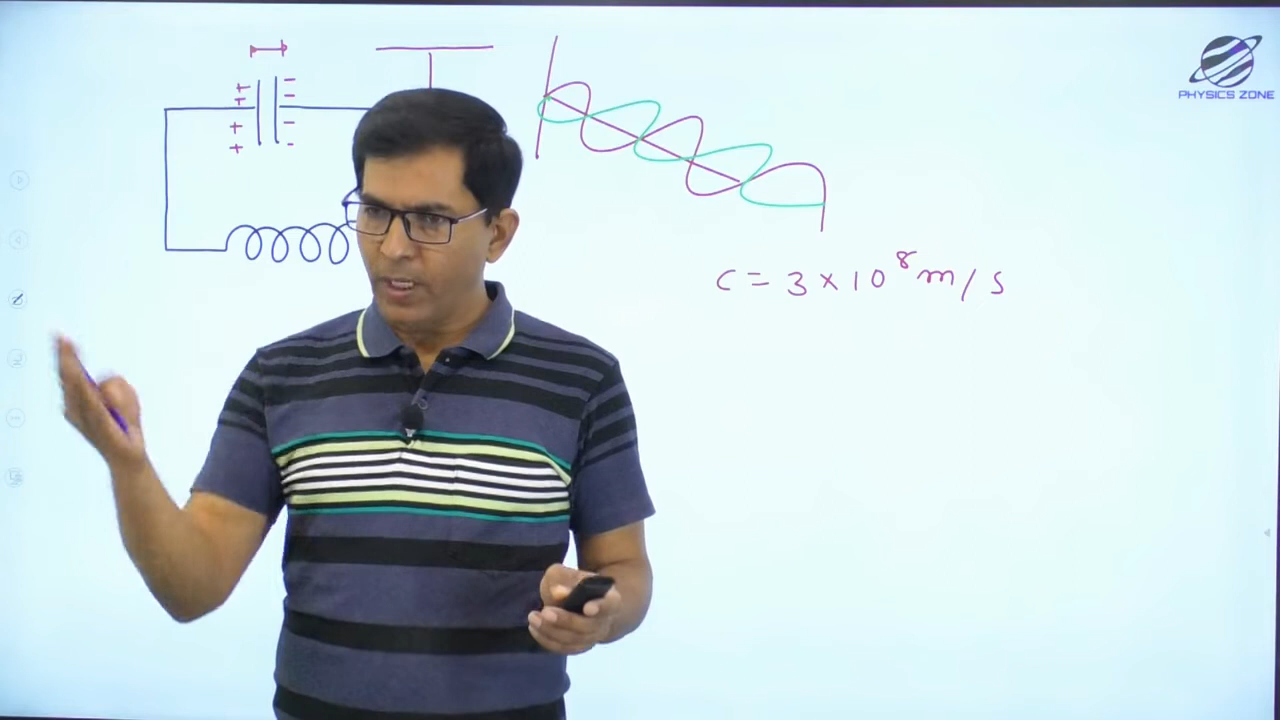 PHYSICS ZONE
+ -
+ -
+ -
+ -
C = 3 × 10⁸ m/s